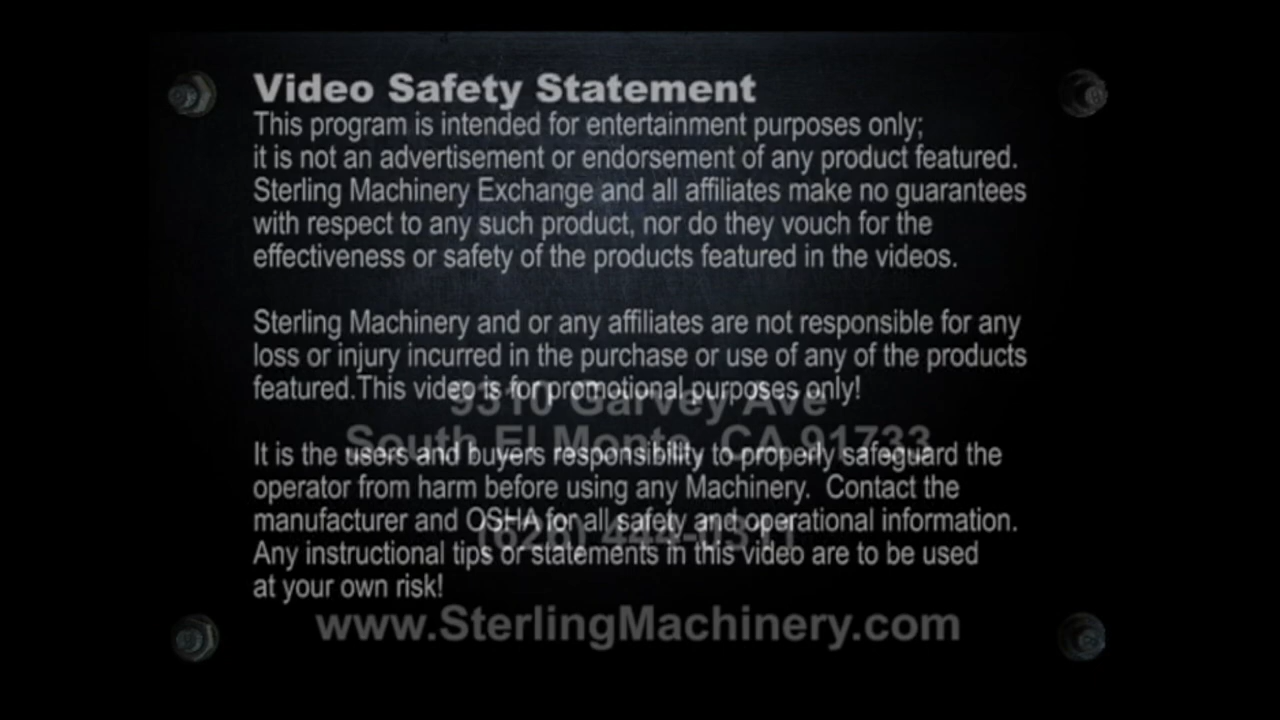 Video Safety Statement
This program is intended for entertainment purposes only;
it is not an advertisement or endorsement of any product featured.
Sterling Machinery Exchange and all affiliates make no guarantees
with respect to any such product, nor do they vouch for the
effectiveness or safety of the products featured in the videos.
Sterling Machinery and or any affiliates are not responsible for any
loss or injury incurred in the purchase or use of any of the products
featured.This video is for promotional purposes only!
9310 Garvey Ave
South El Monte, CA 91733
It is the users and buyers responsibility to properly safeguard the
operator from harm before using any Machinery.  Contact the
manufacturer and OSHA for all safety and operational information.
(626) 444-0311
Any instructional tips or statements in this video are to be used
at your own risk!
www.SterlingMachinery.com